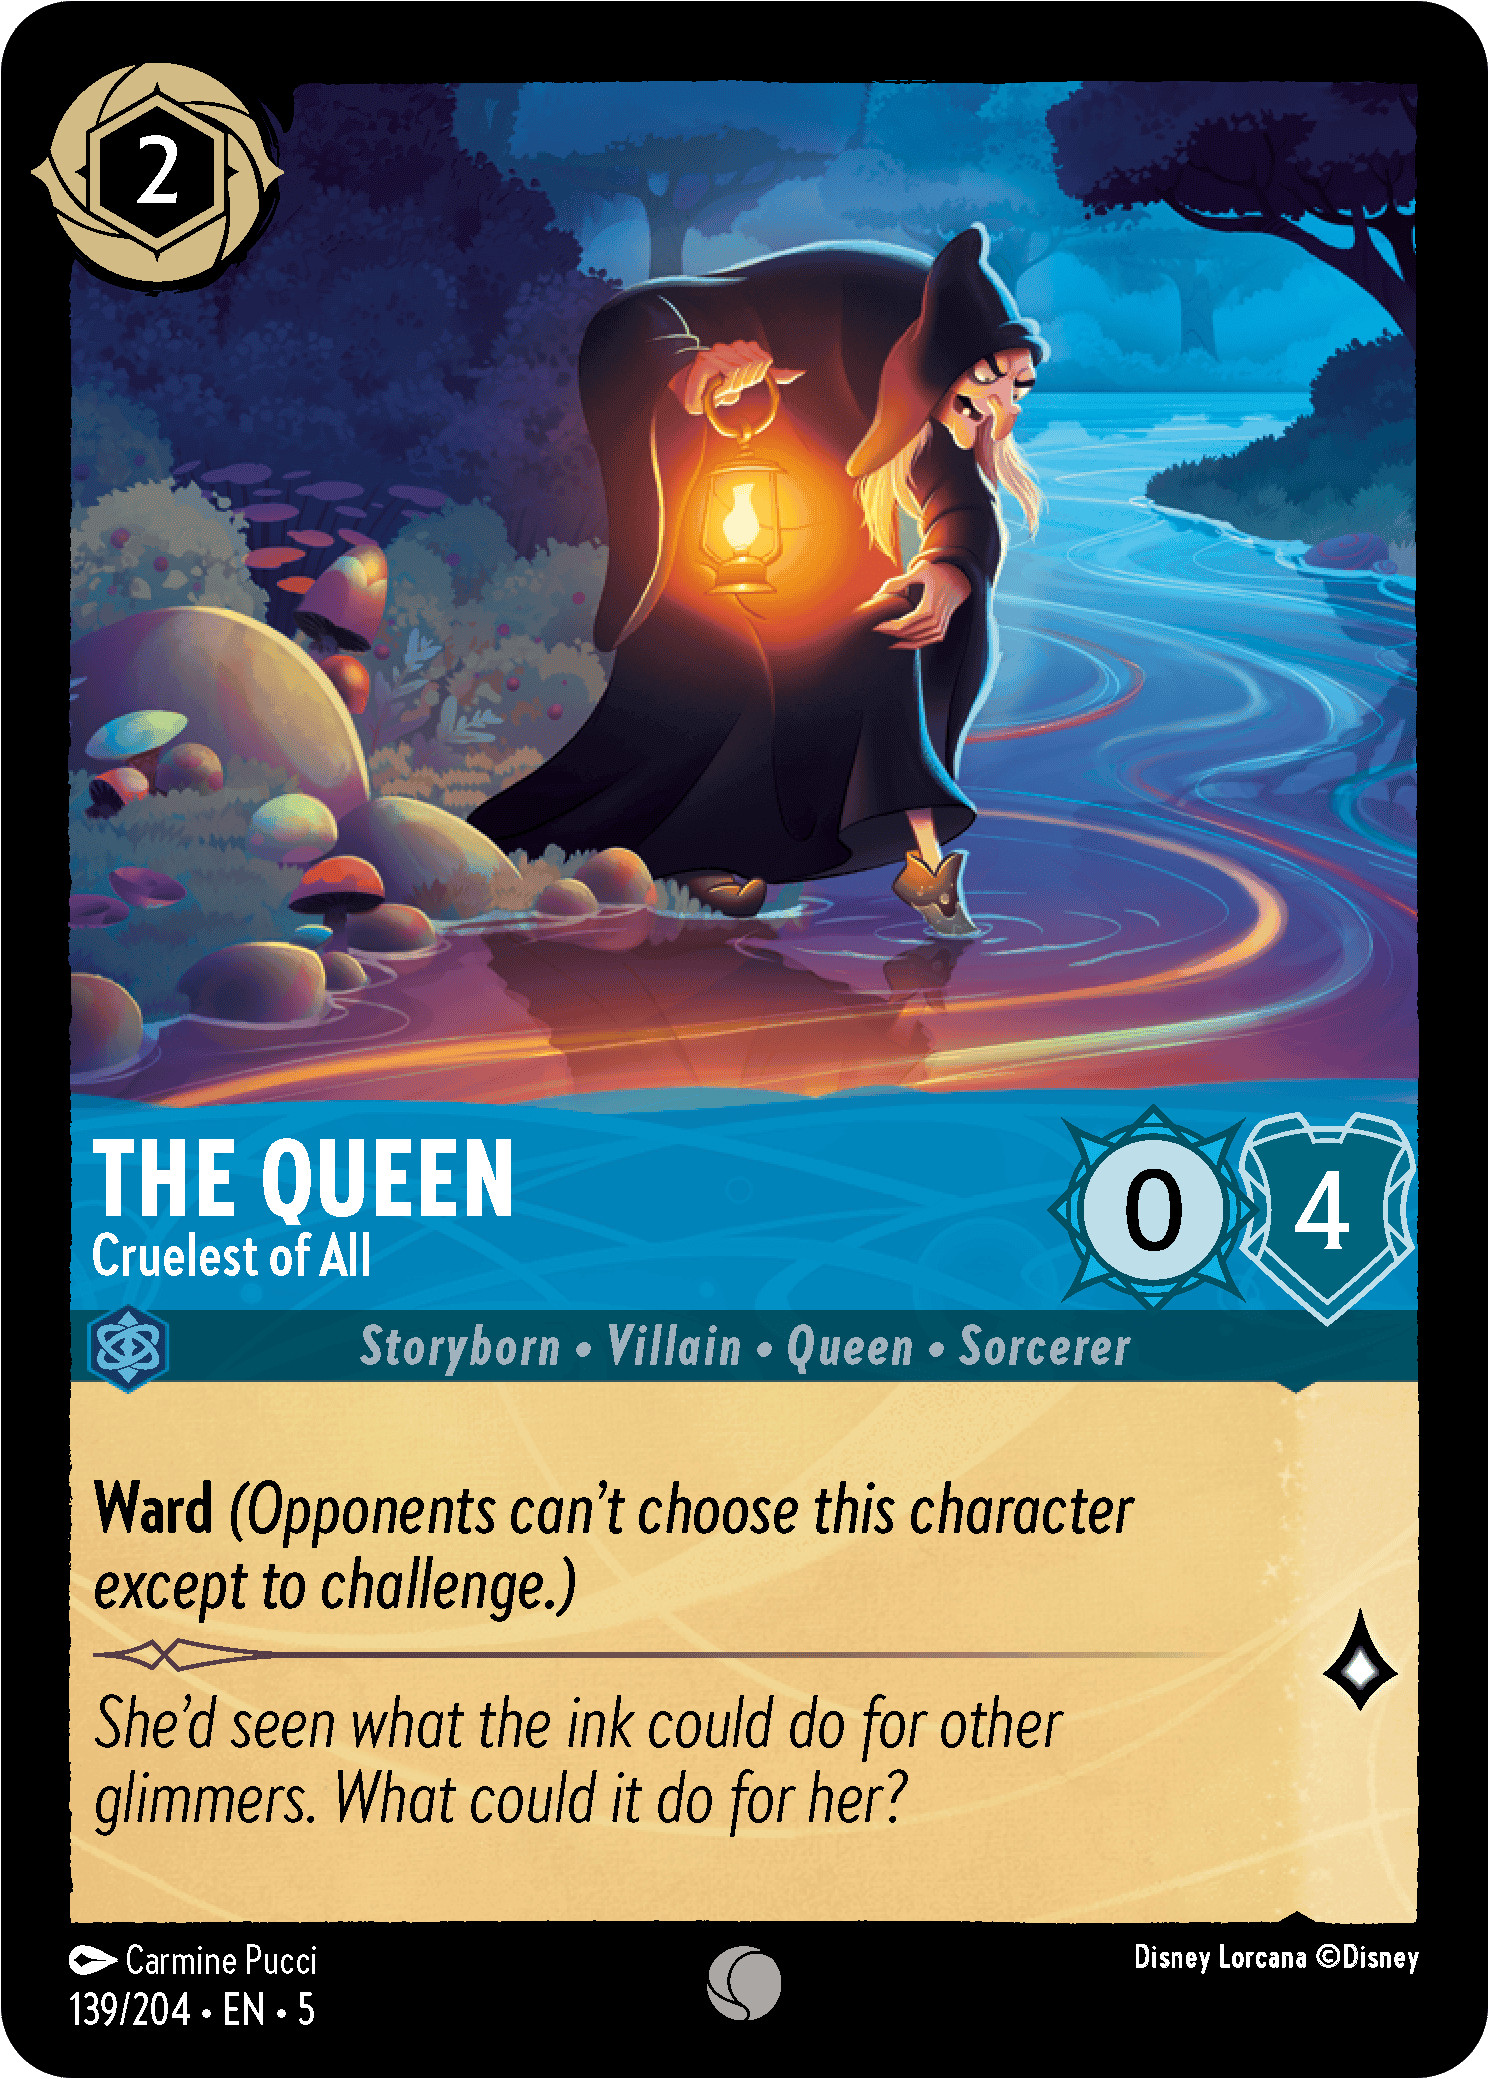 2
THE QUEEN
Cruelest of All
0
4
Storyborn • Villain • Queen • Sorcerer
Ward (Opponents can’t choose this character
except to challenge.)
She’d seen what the ink could do for other
glimmers. What could it do for her?
Carmine Pucci
Disney Lorcana ©Disney
139/204 • EN • 5